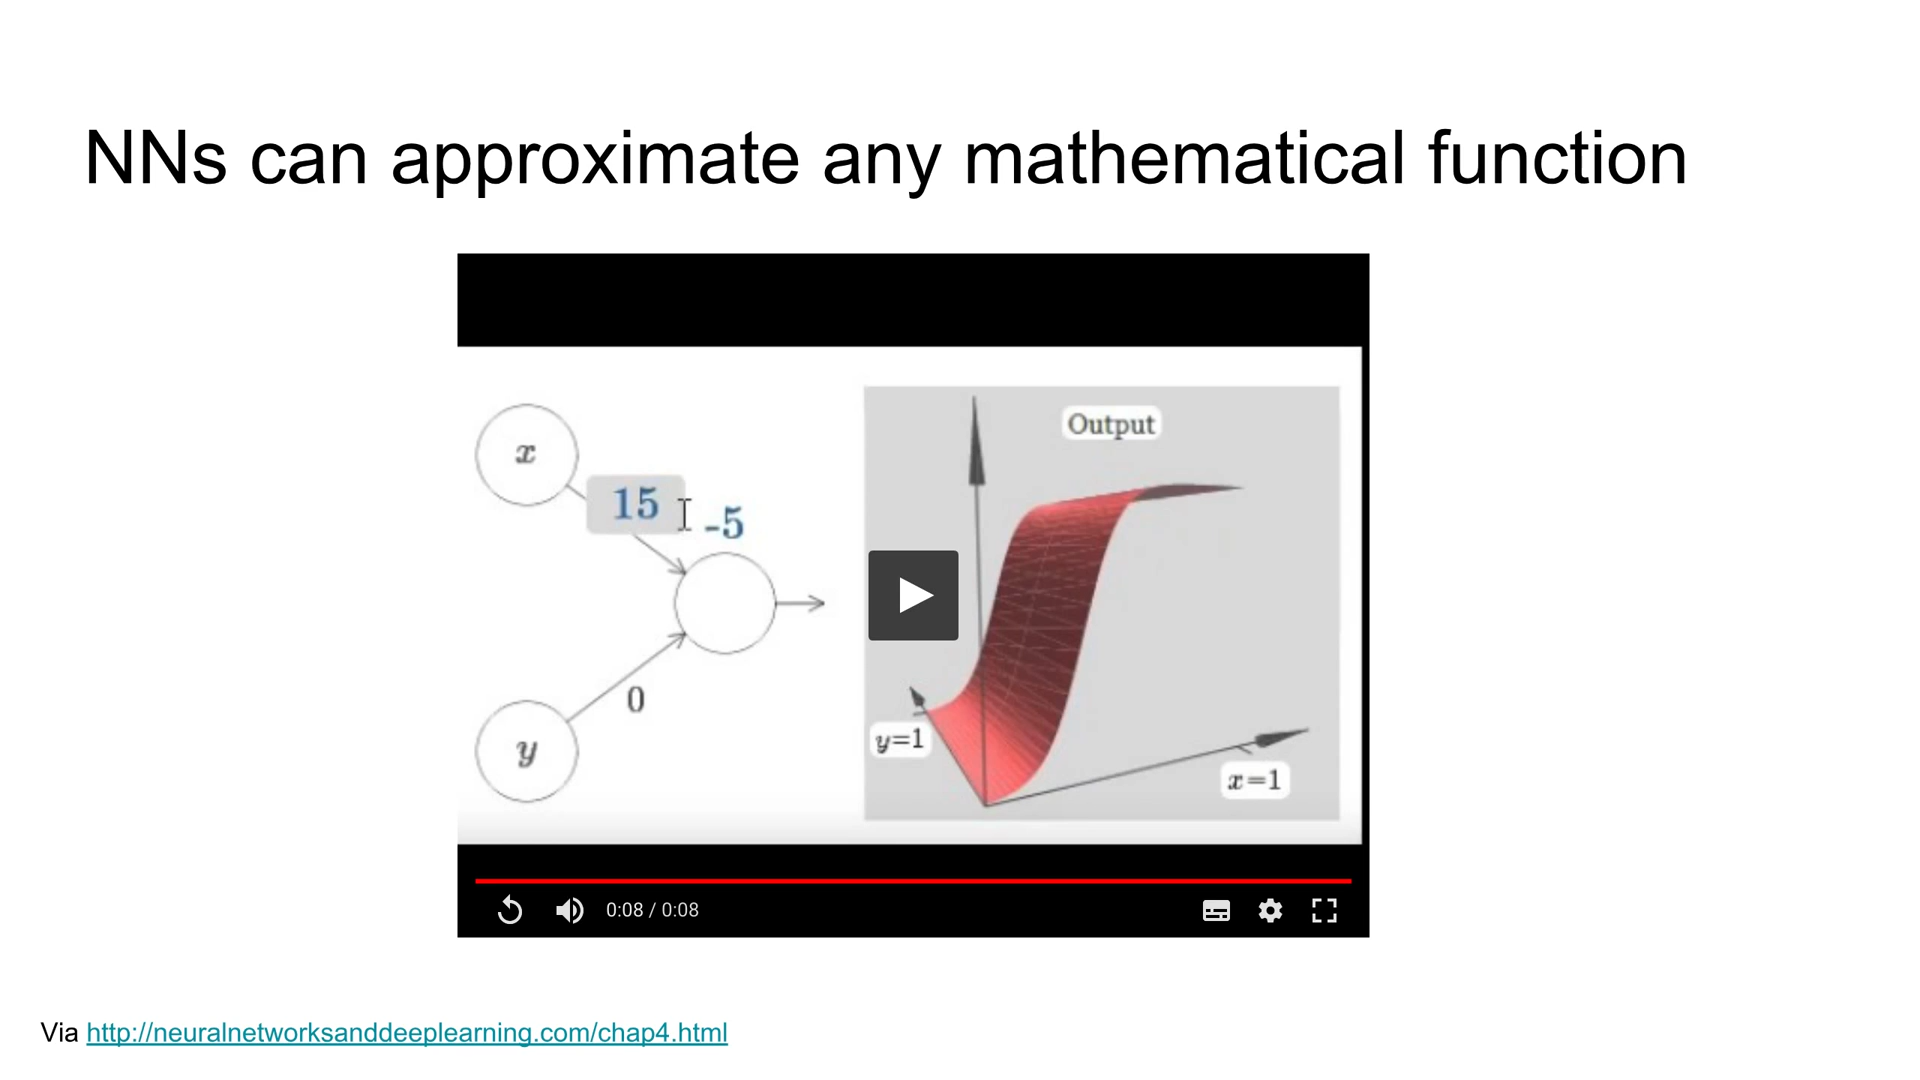 NNs can approximate any mathematical function
Output
x
15
-5
0
y
y=1
x=1
0:08 / 0:08
Via http://neuralnetworksanddeeplearning.com/chap4.html